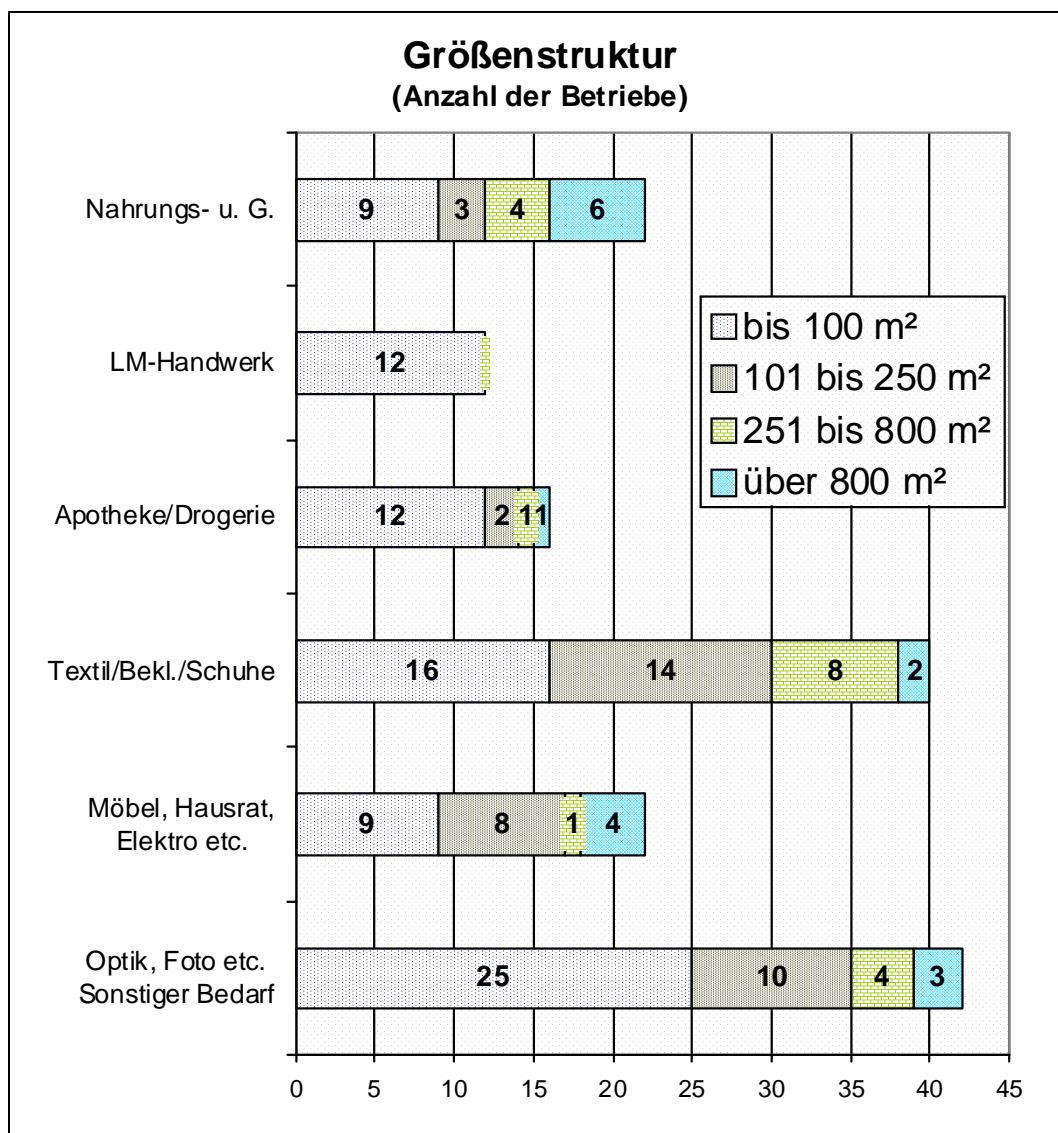 Größenstruktur
(Anzahl der Betriebe)
Nahrungs- u. G.
9 3 4 6
LM-Handwerk
12
Apotheke/Drogerie
12 2 1 1
Textil/Bekl./Schuhe
16 14 8 2
Möbel, Hausrat,
Elektro etc.
9 8 1 4
Optik, Foto etc.
Sonstiger Bedarf
25 10 4 3
bis 100 m²
101 bis 250 m²
251 bis 800 m²
über 800 m²
0 5 10 15 20 25 30 35 40 45